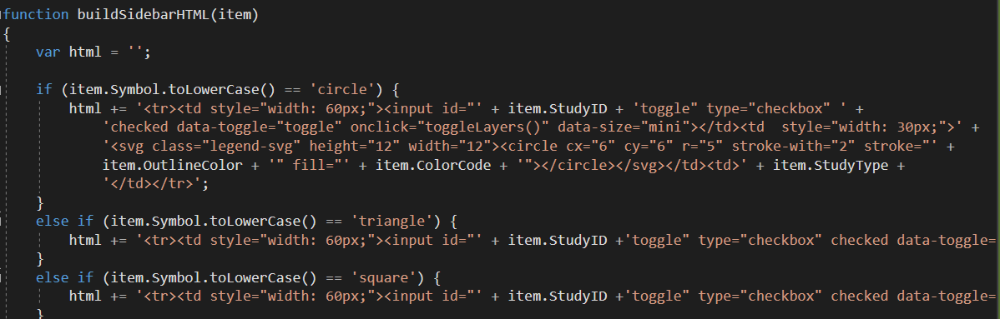 function buildSidebarHTML(item)
{
    var html = '';

    if (item.Symbol.toLowerCase() == 'circle') {
        html += '<tr><td style="width: 60px;"><input id="' + item.StudyID + 'toggle" type="checkbox" ' +
            'checked data-toggle="toggle" onclick="toggleLayers()" data-size="mini"></td><td  style="width: 30px;">' +
            '<svg class="legend-svg" height="12" width="12"><circle cx="6" cy="6" r="5" stroke-with="2" stroke="' +
            item.OutlineColor + '" fill="' + item.ColorCode + '"></circle></svg></td><td>' + item.StudyType +
            '</td></tr>';
    }
    else if (item.Symbol.toLowerCase() == 'triangle') {
        html += '<tr><td style="width: 60px;"><input id="' + item.StudyID +'toggle" type="checkbox" checked data-toggle=
    }
    else if (item.Symbol.toLowerCase() == 'square') {
        html += '<tr><td style="width: 60px;"><input id="' + item.StudyID +'toggle" type="checkbox" checked data-toggle=
    }